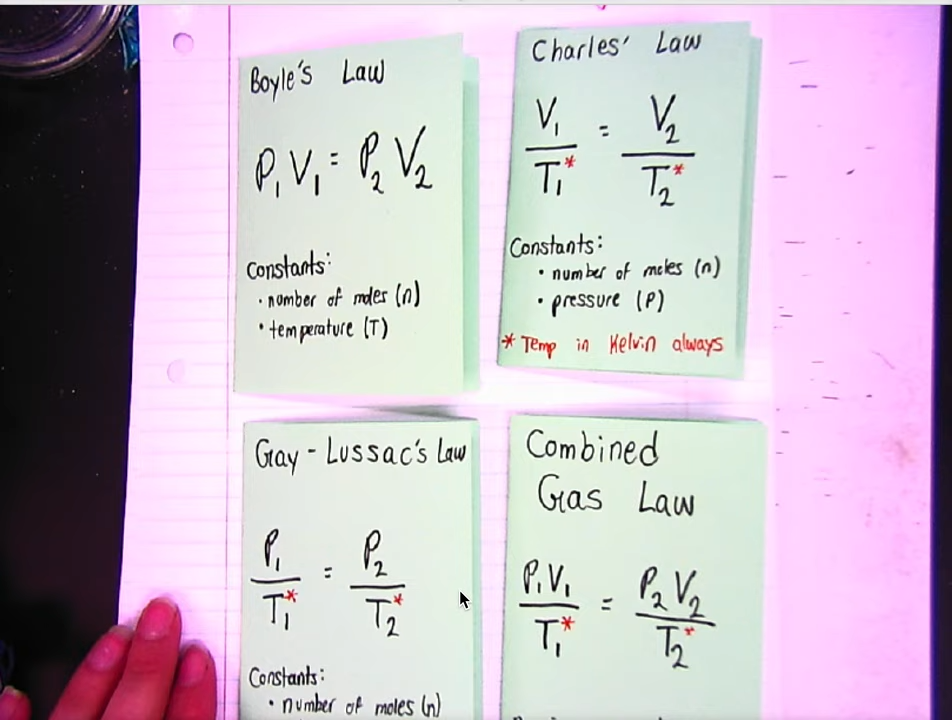 Boyle's Law
P₁V₁ = P₂V₂
Constants:
• number of moles (n)
• temperature (T)
Charles' Law
V₁/T₁* = V₂/T₂*
Constants:
• number of moles (n)
• pressure (P)
* Temp in Kelvin always
Gay-Lussac's Law
P₁/T₁* = P₂/T₂*
Constants:
• number of moles (n)
Combined
Gas Law
P₁V₁/T₁* = P₂V₂/T₂*